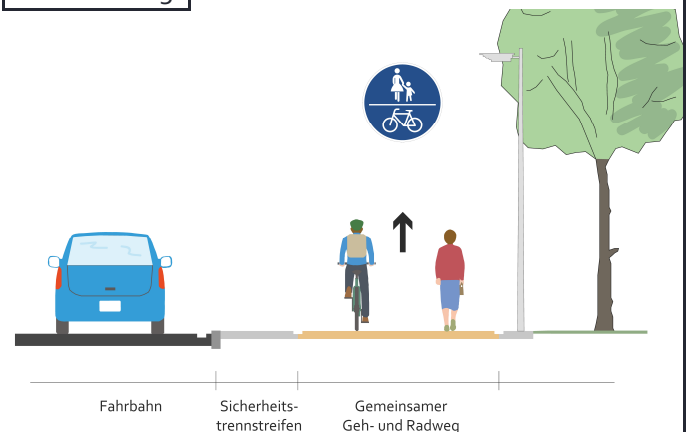 Fahrbahn
Sicherheits-
trennstreifen
Gemeinsamer
Geh- und Radweg